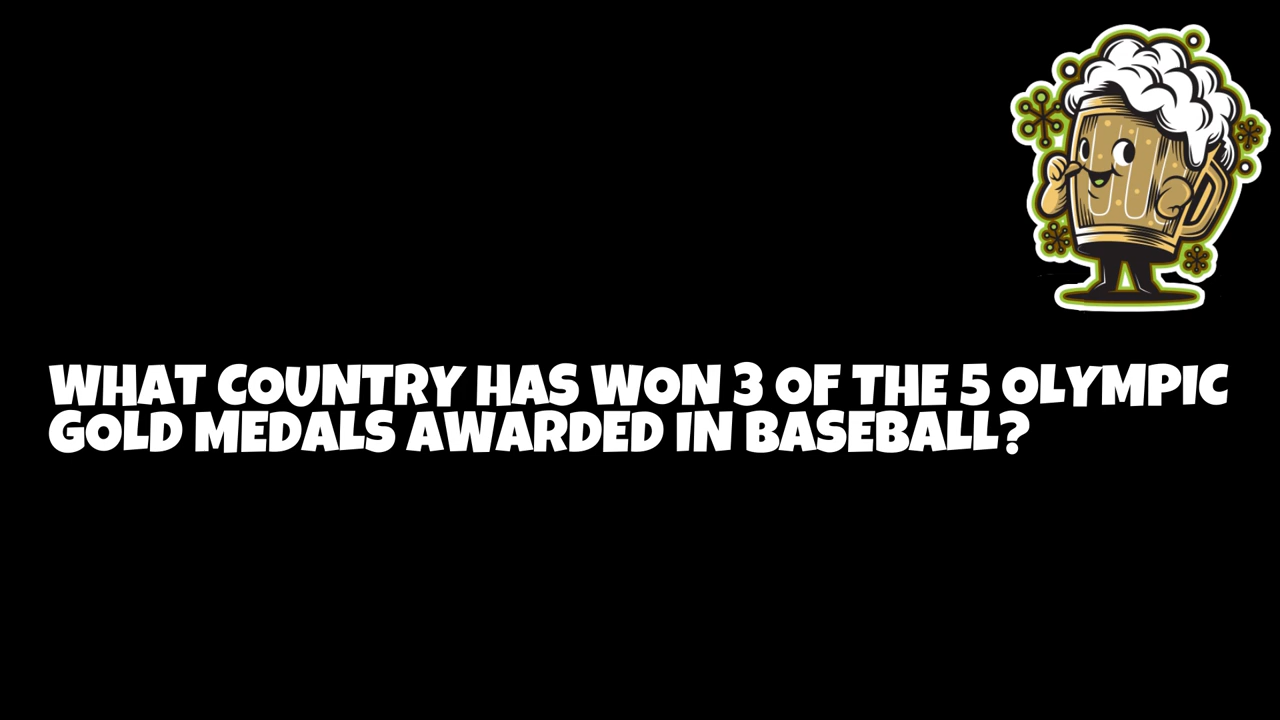 WHAT COUNTRY HAS WON 3 OF THE 5 OLYMPIC
GOLD MEDALS AWARDED IN BASEBALL?